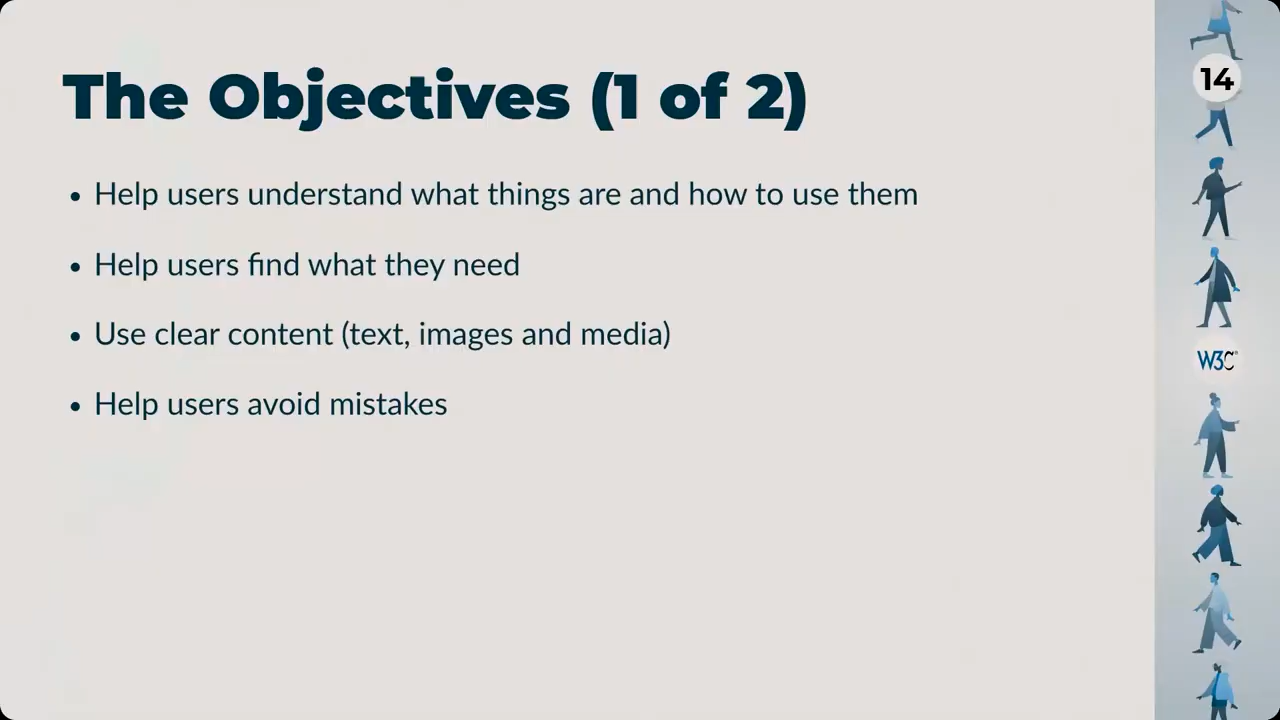 The Objectives (1 of 2)
• Help users understand what things are and how to use them
• Help users find what they need
• Use clear content (text, images and media)
• Help users avoid mistakes
14
W3C®